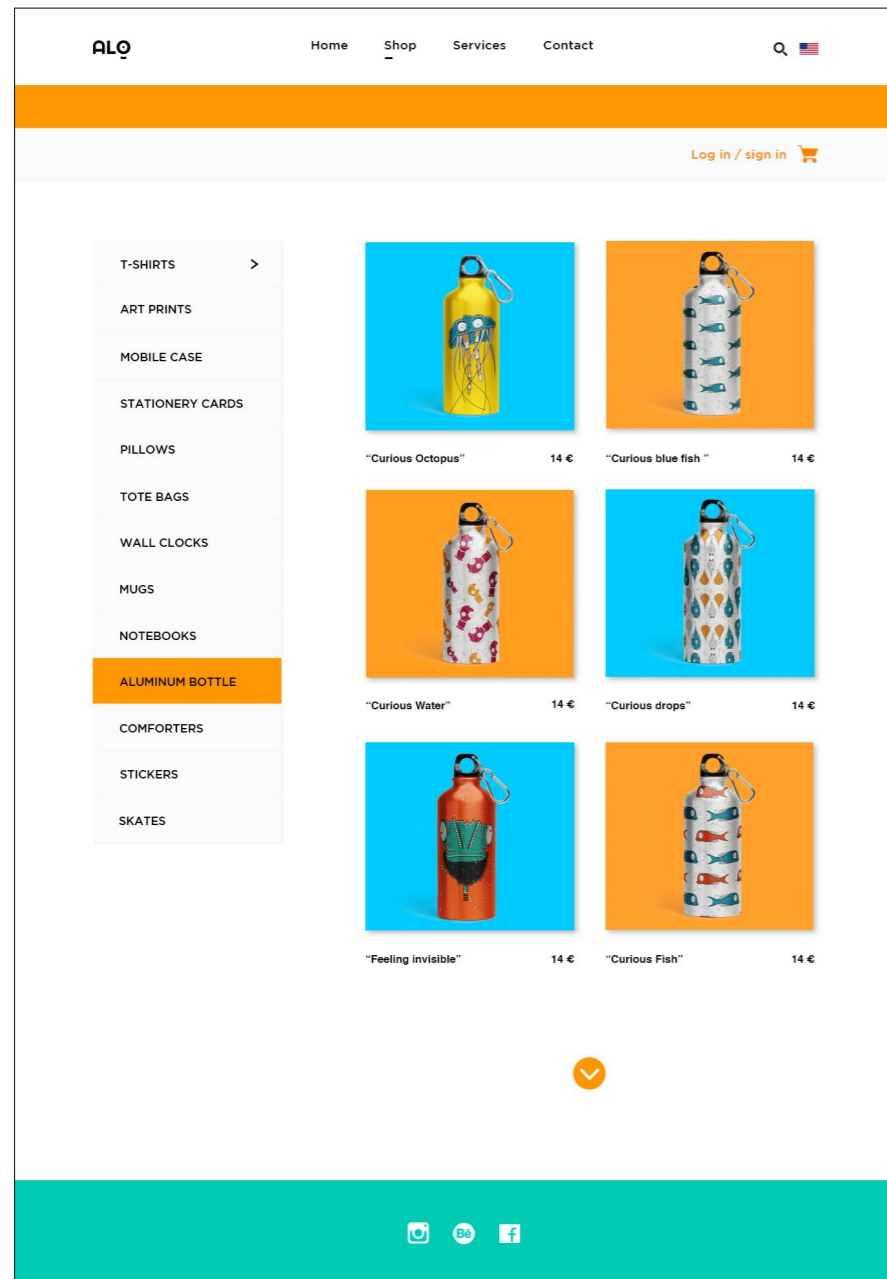 ALO
Home Shop Services Contact
Log in / sign in
T-SHIRTS >
ART PRINTS
MOBILE CASE
STATIONERY CARDS
PILLOWS
TOTE BAGS
WALL CLOCKS
MUGS
NOTEBOOKS
ALUMINUM BOTTLE
COMFORTERS
STICKERS
SKATES
“Curious Octopus” 14 €
“Curious blue fish ” 14 €
“Curious Water” 14 €
“Curious drops” 14 €
“Feeling invisible” 14 €
“Curious Fish” 14 €
Bē
f